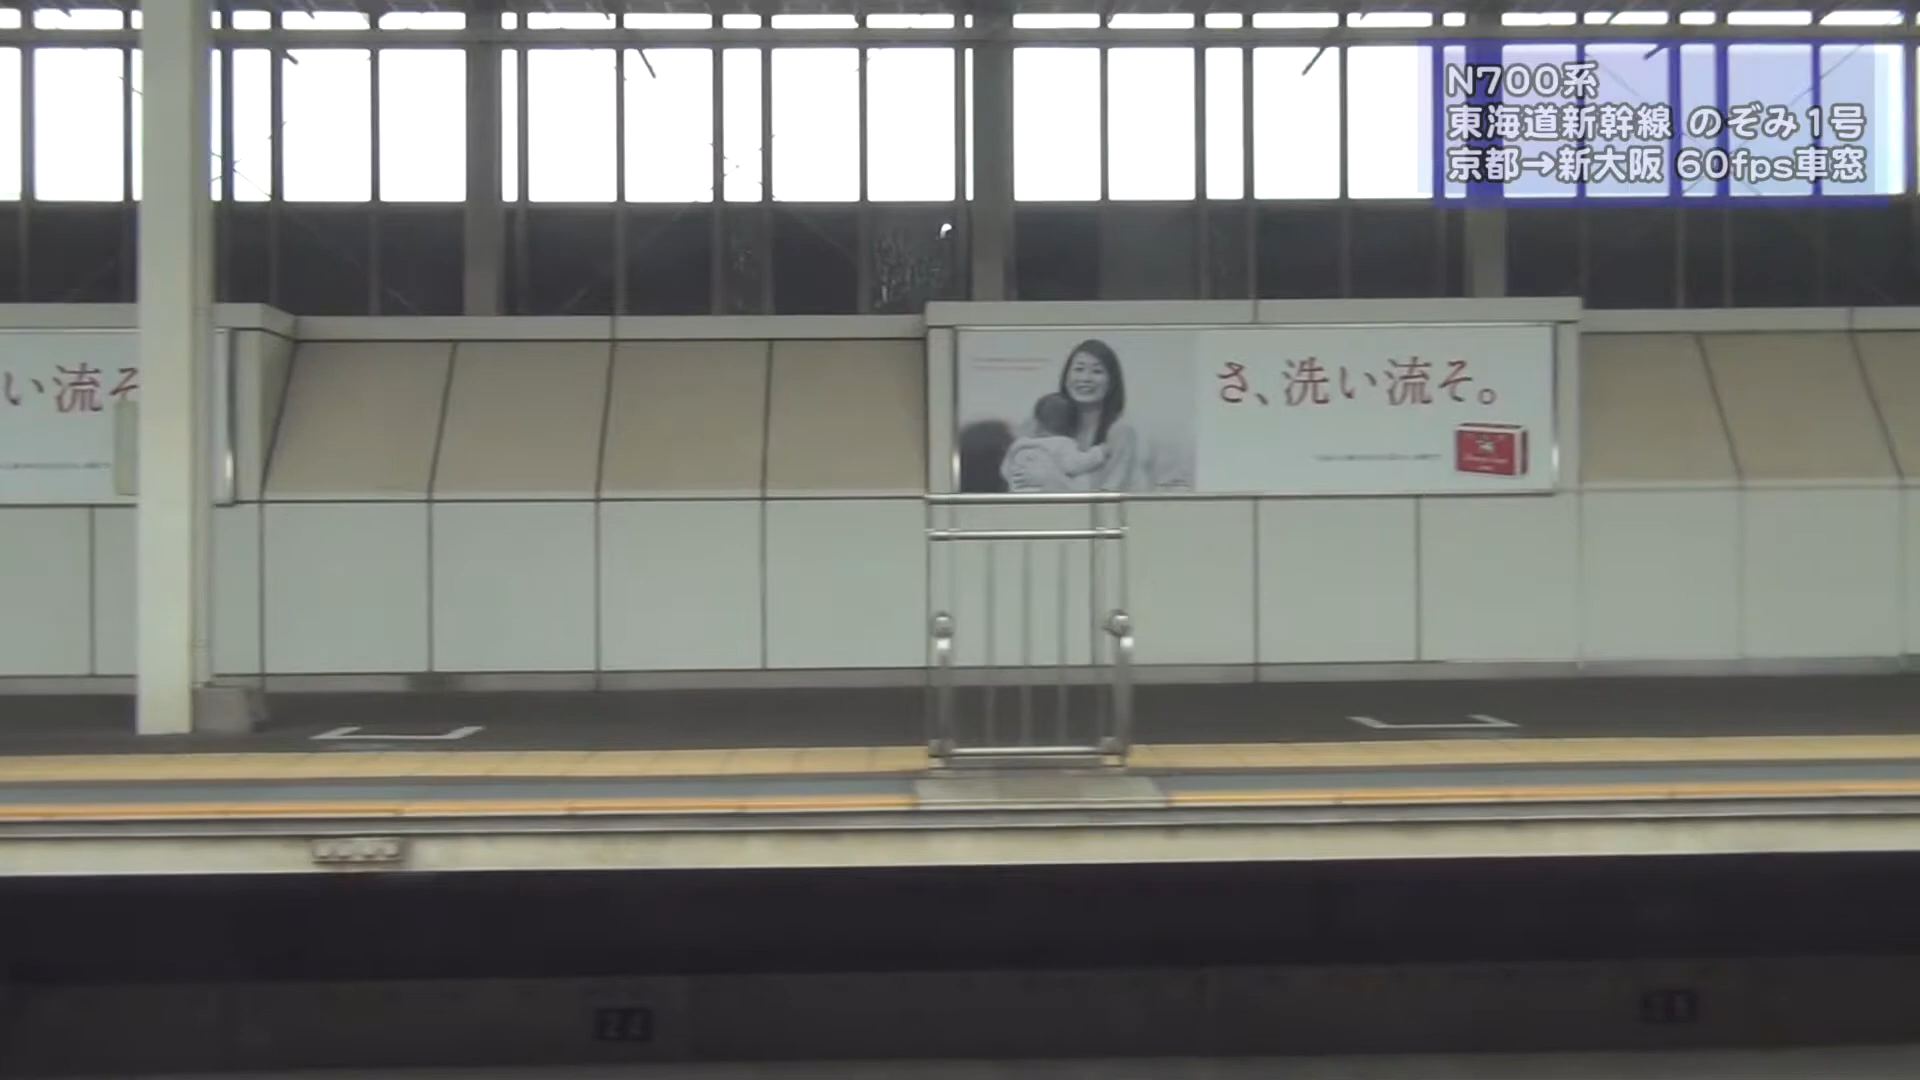 N700系
東海道新幹線 のぞみ1号
京都→新大阪 60fps車窓
い流そ
さ、洗い流そ。